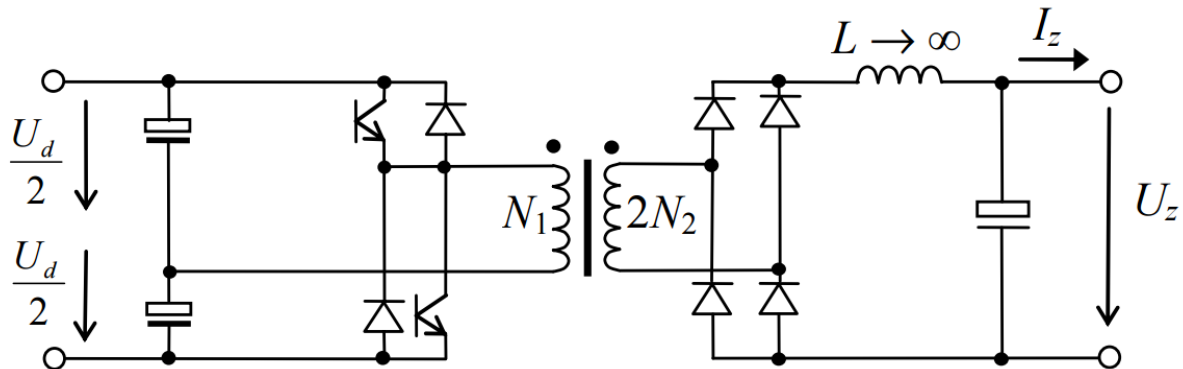 L → ∞
I_z
U_d/2
N_1
2N_2
U_z
U_d/2